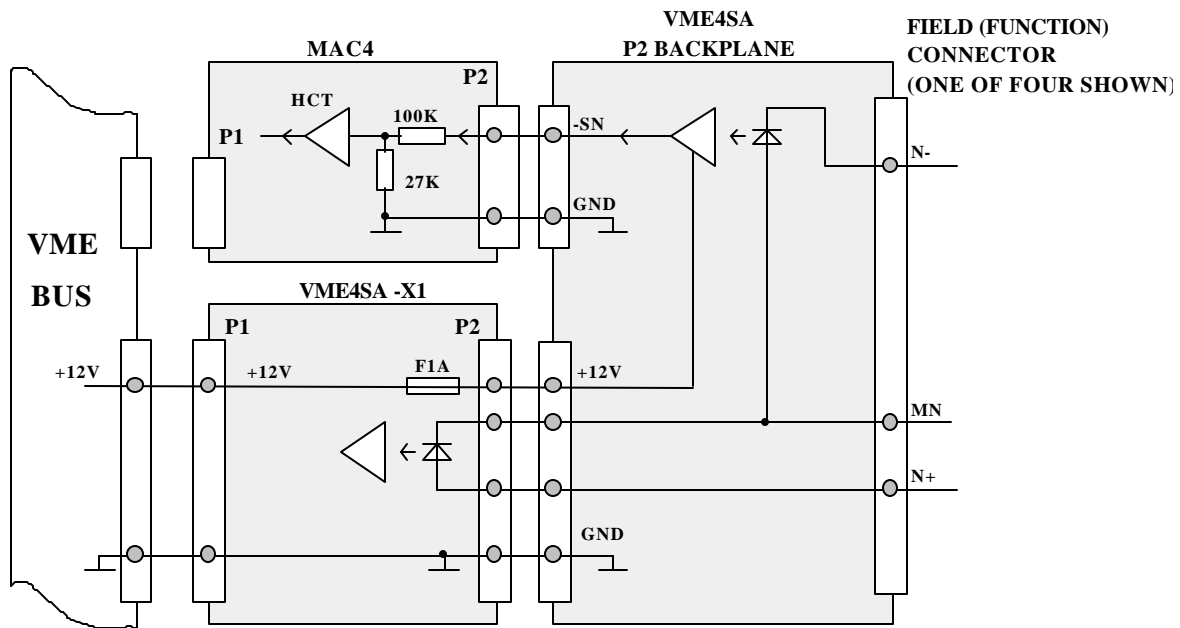 VME4SA
P2 BACKPLANE
FIELD (FUNCTION)
CONNECTOR
(ONE OF FOUR SHOWN)
MAC4
P2
HCT
100K
-SN
P1
N-
27K
GND
VME
BUS
VME4SA -X1
P1
P2
+12V
+12V
F1A
+12V
MN
N+
GND